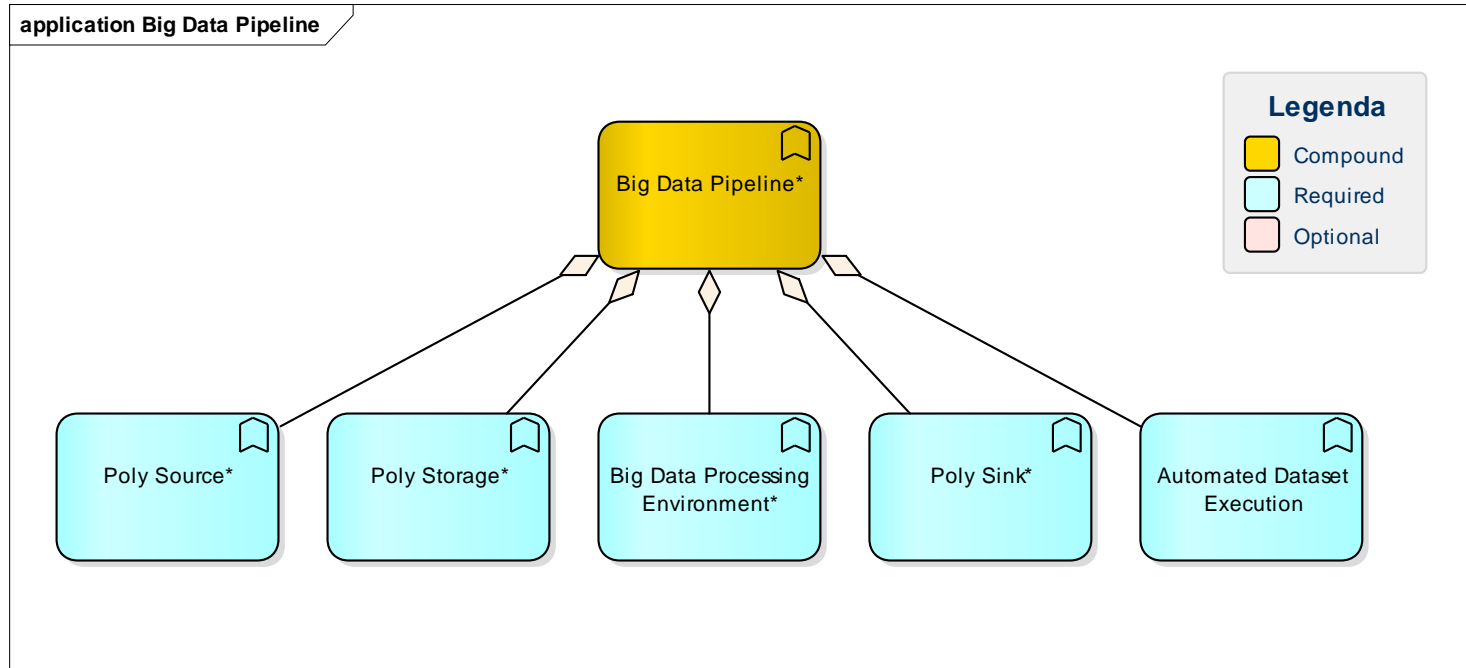 application Big Data Pipeline
Legenda
Compound
Required
Optional
Big Data Pipeline*
Poly Source*
Poly Storage*
Big Data Processing
Environment*
Poly Sink*
Automated Dataset
Execution